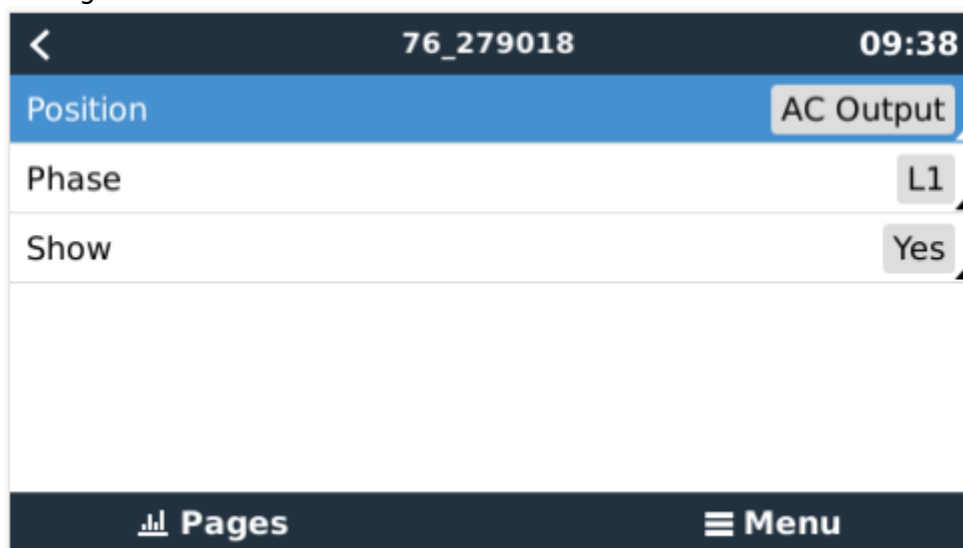 76_279018 09:38
Position AC Output
Phase L1
Show Yes
Pages Menu